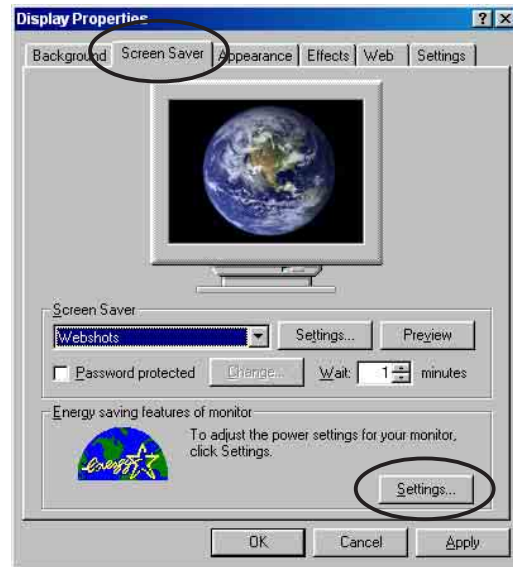 Display Properties
Background Screen Saver Appearance Effects Web Settings
Screen Saver
Webshots Settings... Preview
Password protected Change... Wait: 1 minutes
Energy saving features of monitor
To adjust the power settings for your monitor,
click Settings.
energy
Settings...
OK Cancel Apply